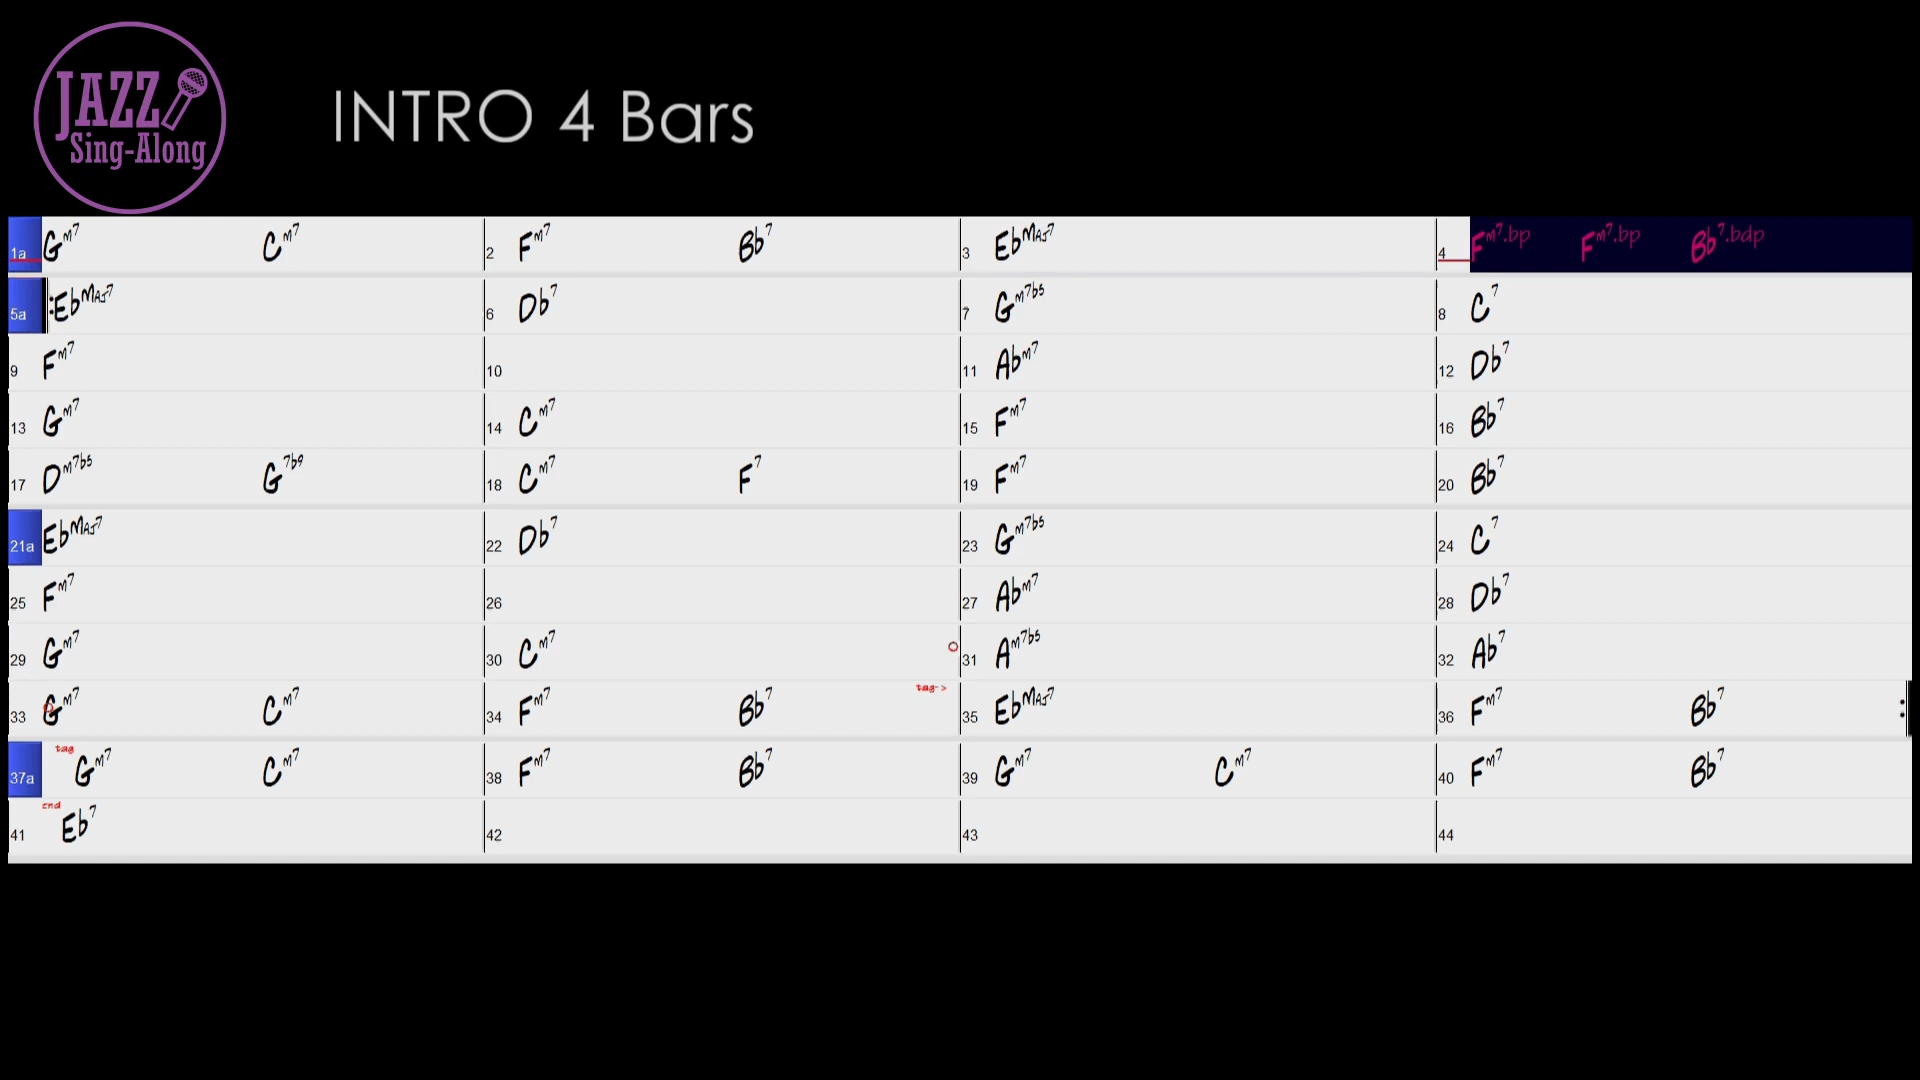 JAZZ
Sing-Along
INTRO 4 Bars
1a Gm7 Cm7 2 Fm7 Bb7 3 EbMAJ7 4 Fm7.bp Fm7.bp Bb7.bdp
5a :EbMAJ7 6 Db7 7 Gm7b5 8 C7
9 Fm7 10 11 Abm7 12 Db7
13 Gm7 14 Cm7 15 Fm7 16 Bb7
17 Dm7b5 G7b9 18 Cm7 F7 19 Fm7 20 Bb7
21a EbMAJ7 22 Db7 23 Gm7b5 24 C7
25 Fm7 26 27 Abm7 28 Db7
29 Gm7 30 Cm7 31 Am7b5 32 Ab7
33 Gm7 Cm7 34 Fm7 Bb7 tag-> 35 EbMAJ7 36 Fm7 Bb7 :
37a tag Gm7 Cm7 38 Fm7 Bb7 39 Gm7 Cm7 40 Fm7 Bb7
41 end Eb7 42 43 44